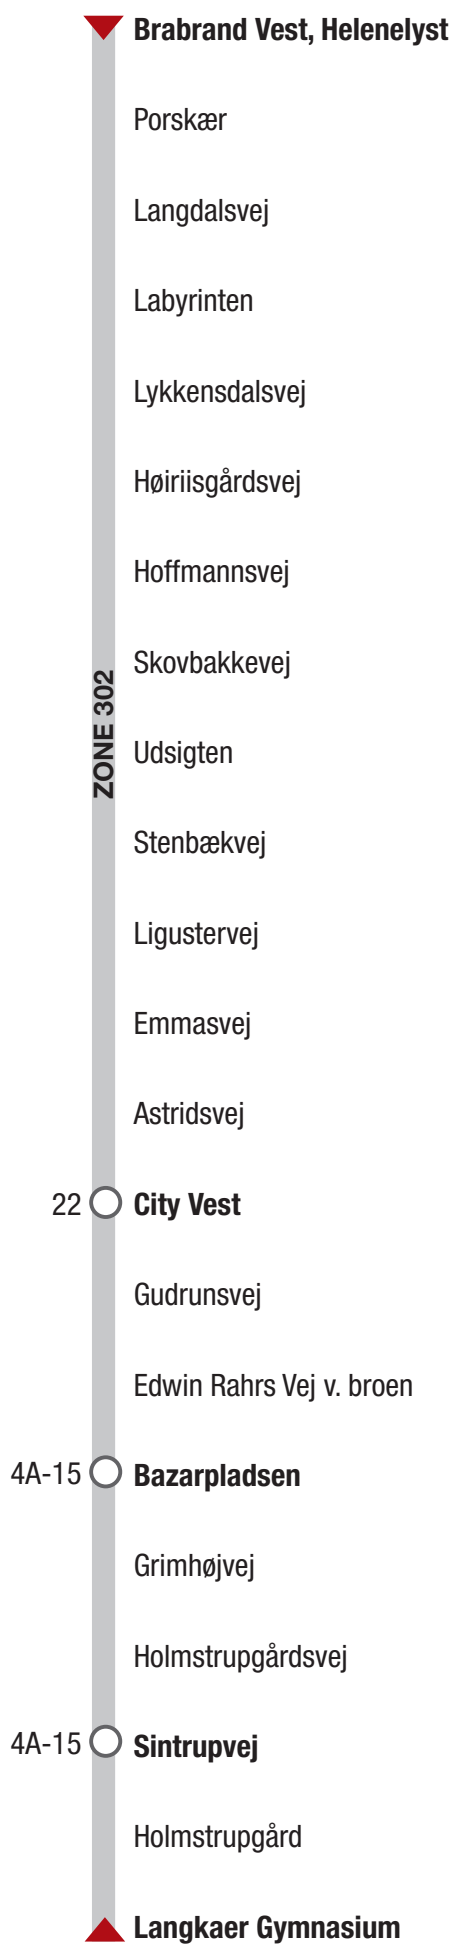 Brabrand Vest, Helenelyst
Porskær
Langdalsvej
Labyrinten
Lykkensdalsvej
Høiriisgårdsvej
Hoffmannsvej
Skovbakkevej
ZONE 302
Udsigten
Stenbækvej
Ligustervej
Emmasvej
Astridsvej
22 City Vest
Gudrunsvej
Edwin Rahrs Vej v. broen
4A-15 Bazarpladsen
Grimhøjvej
Holmstrupgårdsvej
4A-15 Sintrupvej
Holmstrupgård
Langkaer Gymnasium